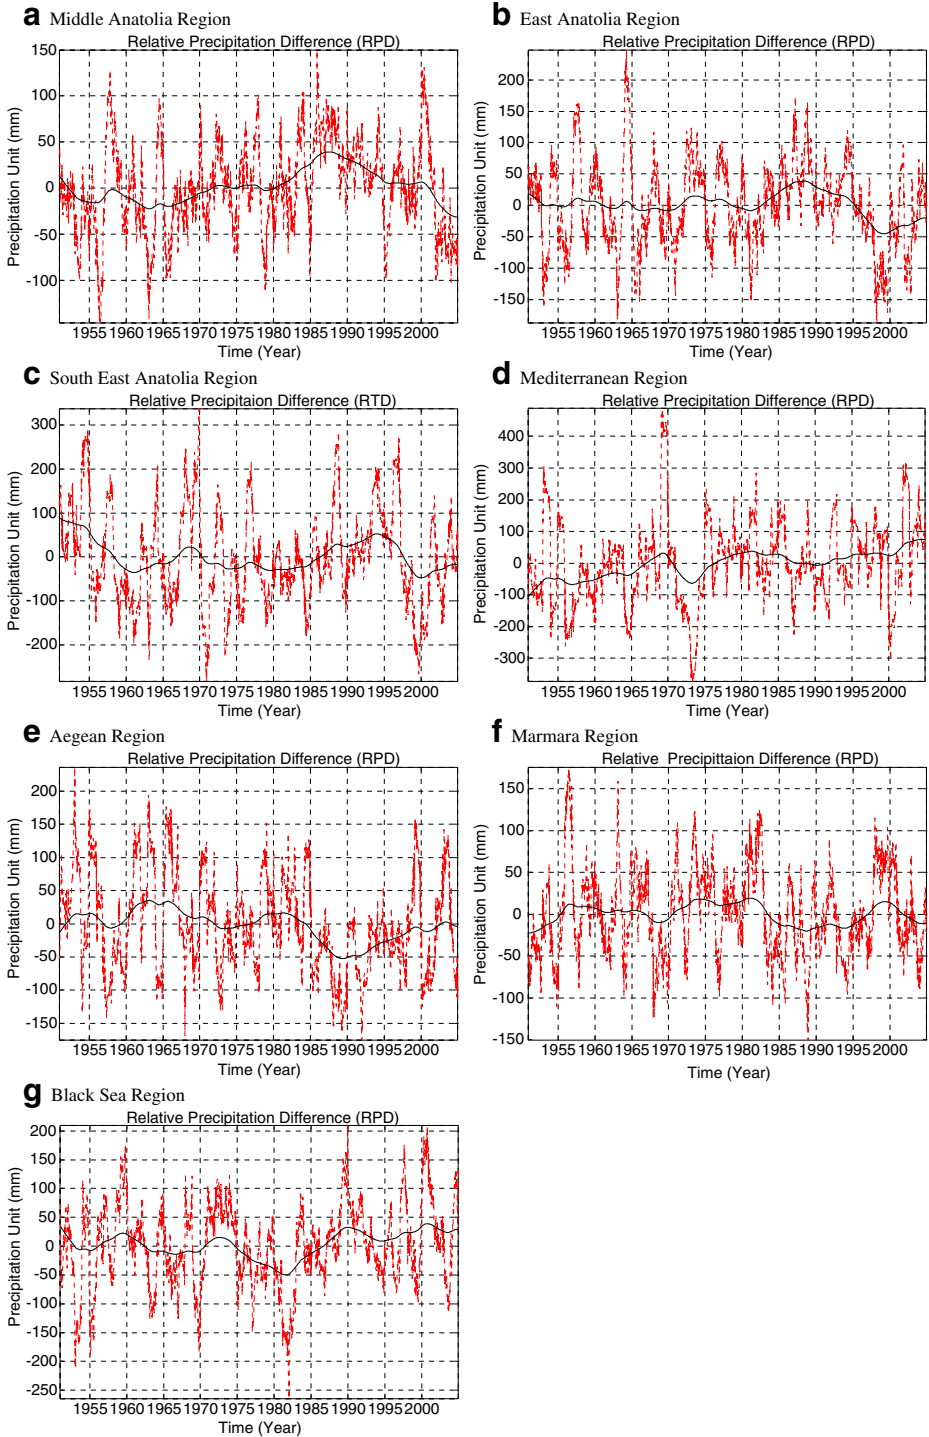 a Middle Anatolia Region
Relative Precipitation Difference (RPD)
150
100
50
0
-50
-100
Precipitation Unit (mm)
1955 1960 1965 1970 1975 1980 1985 1990 1995 2000
Time (Year)
b East Anatolia Region
Relative Precipitation Difference (RPD)
200
150
100
50
0
-50
-100
-150
Precipitation Unit (mm)
1955 1960 1965 1970 1975 1980 1985 1990 1995 2000
Time (Year)
c South East Anatolia Region
Relative Precipitaion Difference (RTD)
300
200
100
0
-100
-200
Precipitation Unit (mm)
1955 1960 1965 1970 1975 1980 1985 1990 1995 2000
Time (Year)
d Mediterranean Region
Relative Precipitation Difference (RPD)
400
300
200
100
0
-100
-200
-300
Precipitation Unit (mm)
1955 1960 1965 1970 1975 1980 1985 1990 1995 2000
Time (Year)
e Aegean Region
Relative Precipitation Difference (RPD)
200
150
100
50
0
-50
-100
-150
Precipitation Unit (mm)
1955 1960 1965 1970 1975 1980 1985 1990 1995 2000
Time (Year)
f Marmara Region
Relative Precipittaion Difference (RPD)
150
100
50
0
-50
-100
-150
Precipitation Unit (mm)
1955 1960 1965 1970 1975 1980 1985 1990 1995 2000
Time (Year)
g Black Sea Region
Relative Precipitation Difference (RPD)
200
150
100
50
0
-50
-100
-150
-200
-250
Precipitation Unit (mm)
1955 1960 1965 1970 1975 1980 1985 1990 1995 2000
Time (Year)